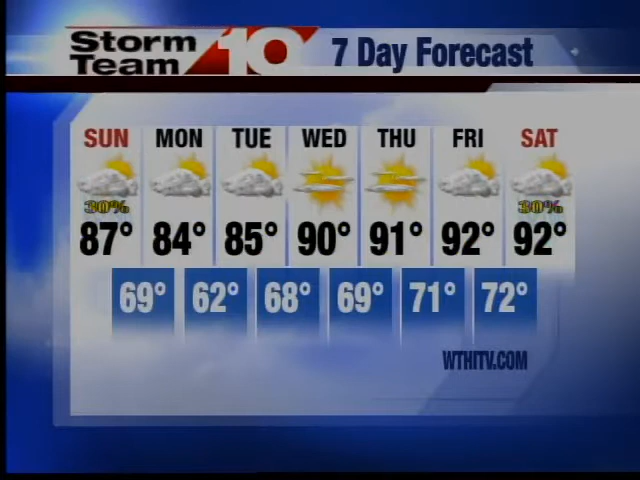 Storm
Team 10
7 Day Forecast
SUN MON TUE WED THU FRI SAT
30% 30%
87° 84° 85° 90° 91° 92° 92°
69° 62° 68° 69° 71° 72°
WTHITV.COM